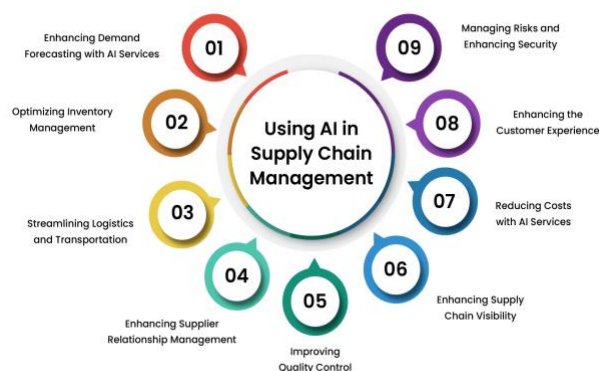 Using AI in
Supply Chain
Management
01
Enhancing Demand
Forecasting with AI Services
02
Optimizing Inventory
Management
03
Streamlining Logistics
and Transportation
04
Enhancing Supplier
Relationship Management
05
Improving
Quality Control
06
Enhancing Supply
Chain Visibility
07
Reducing Costs
with AI Services
08
Enhancing the
Customer Experience
09
Managing Risks and
Enhancing Security